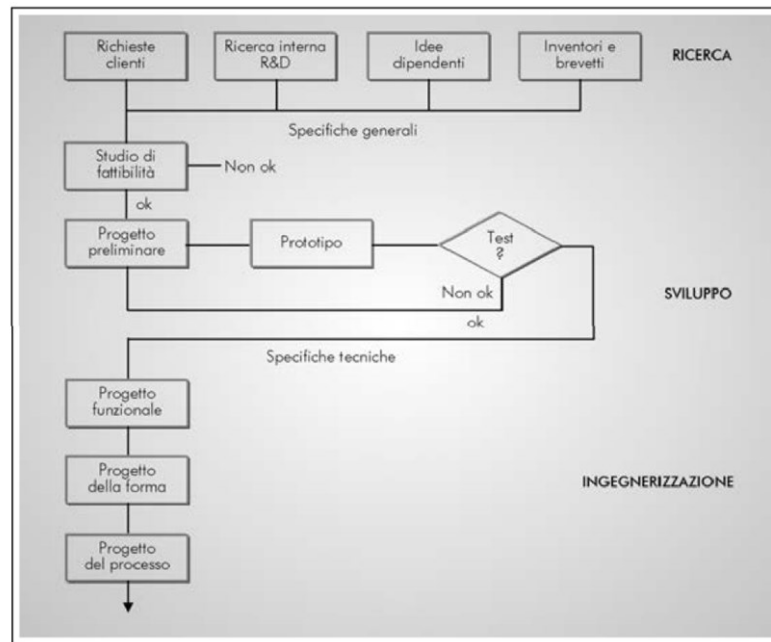 Richieste
clienti
Ricerca interna
R&D
Idee
dipendenti
Inventori e
brevetti
RICERCA
Specifiche generali
Studio di
fattibilità
Non ok
ok
Progetto
preliminare
Prototipo
Test
?
Non ok
SVILUPPO
ok
Specifiche tecniche
Progetto
funzionale
Progetto
della forma
INGEGNERIZZAZIONE
Progetto
del processo